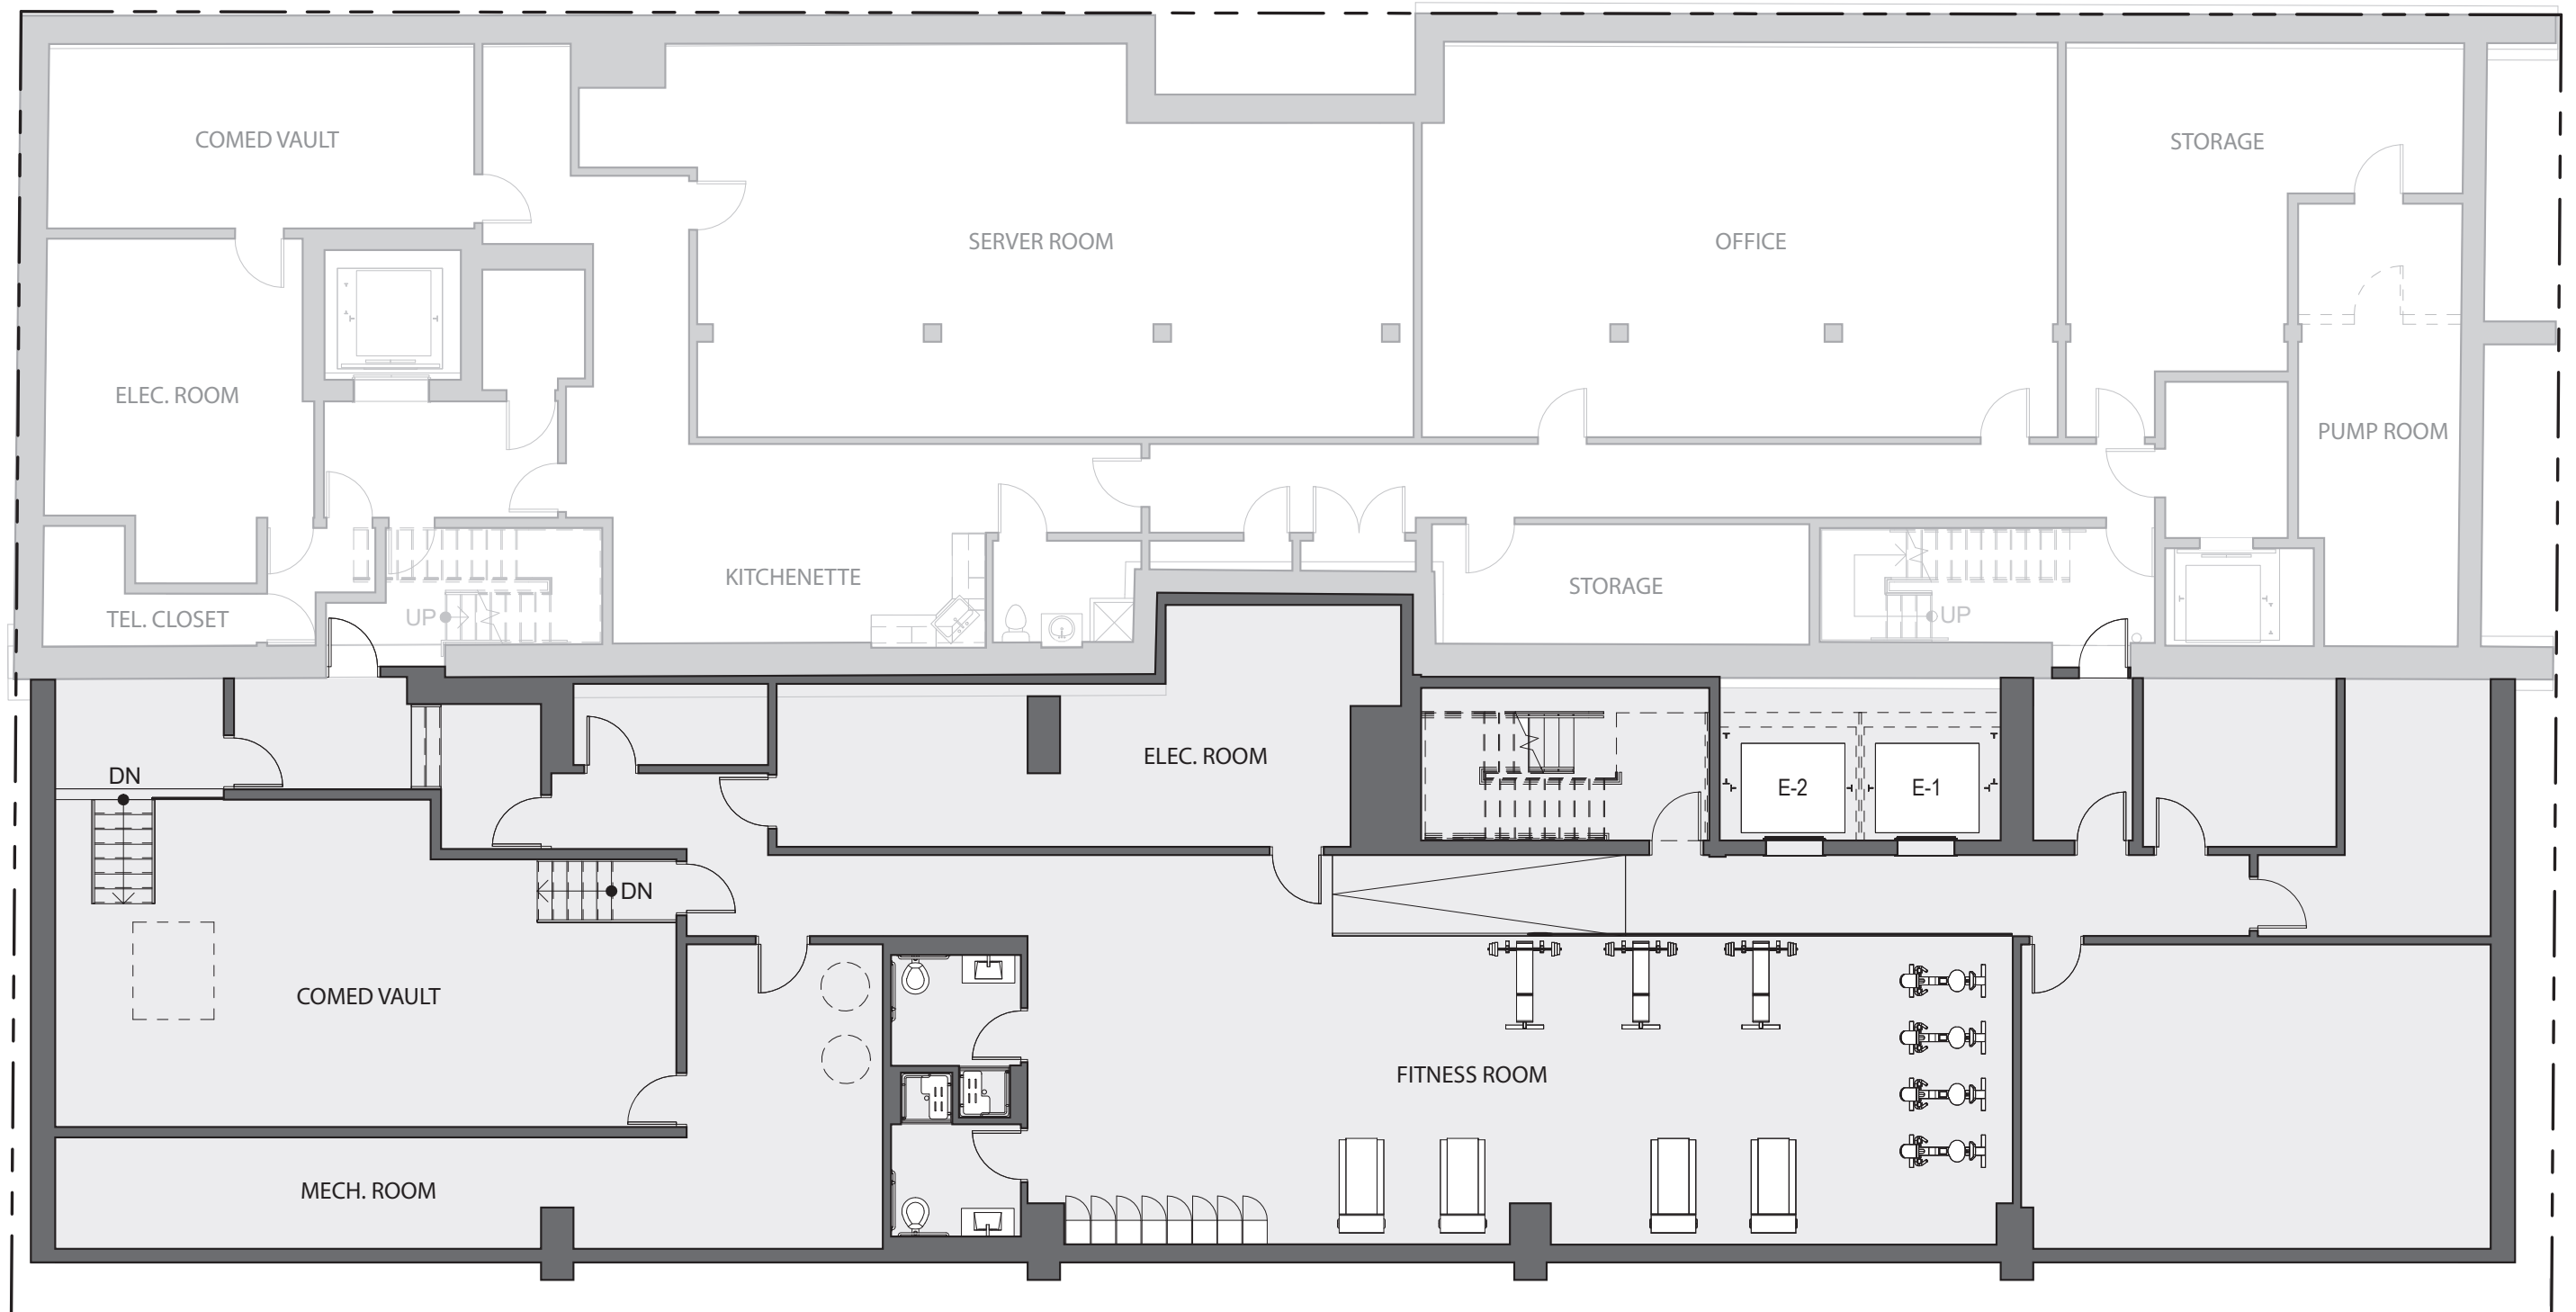 COMED VAULT
STORAGE
SERVER ROOM
OFFICE
ELEC. ROOM
PUMP ROOM
KITCHENETTE
STORAGE
TEL. CLOSET
UP
UP
ELEC. ROOM
DN
E-2
E-1
DN
COMED VAULT
FITNESS ROOM
MECH. ROOM